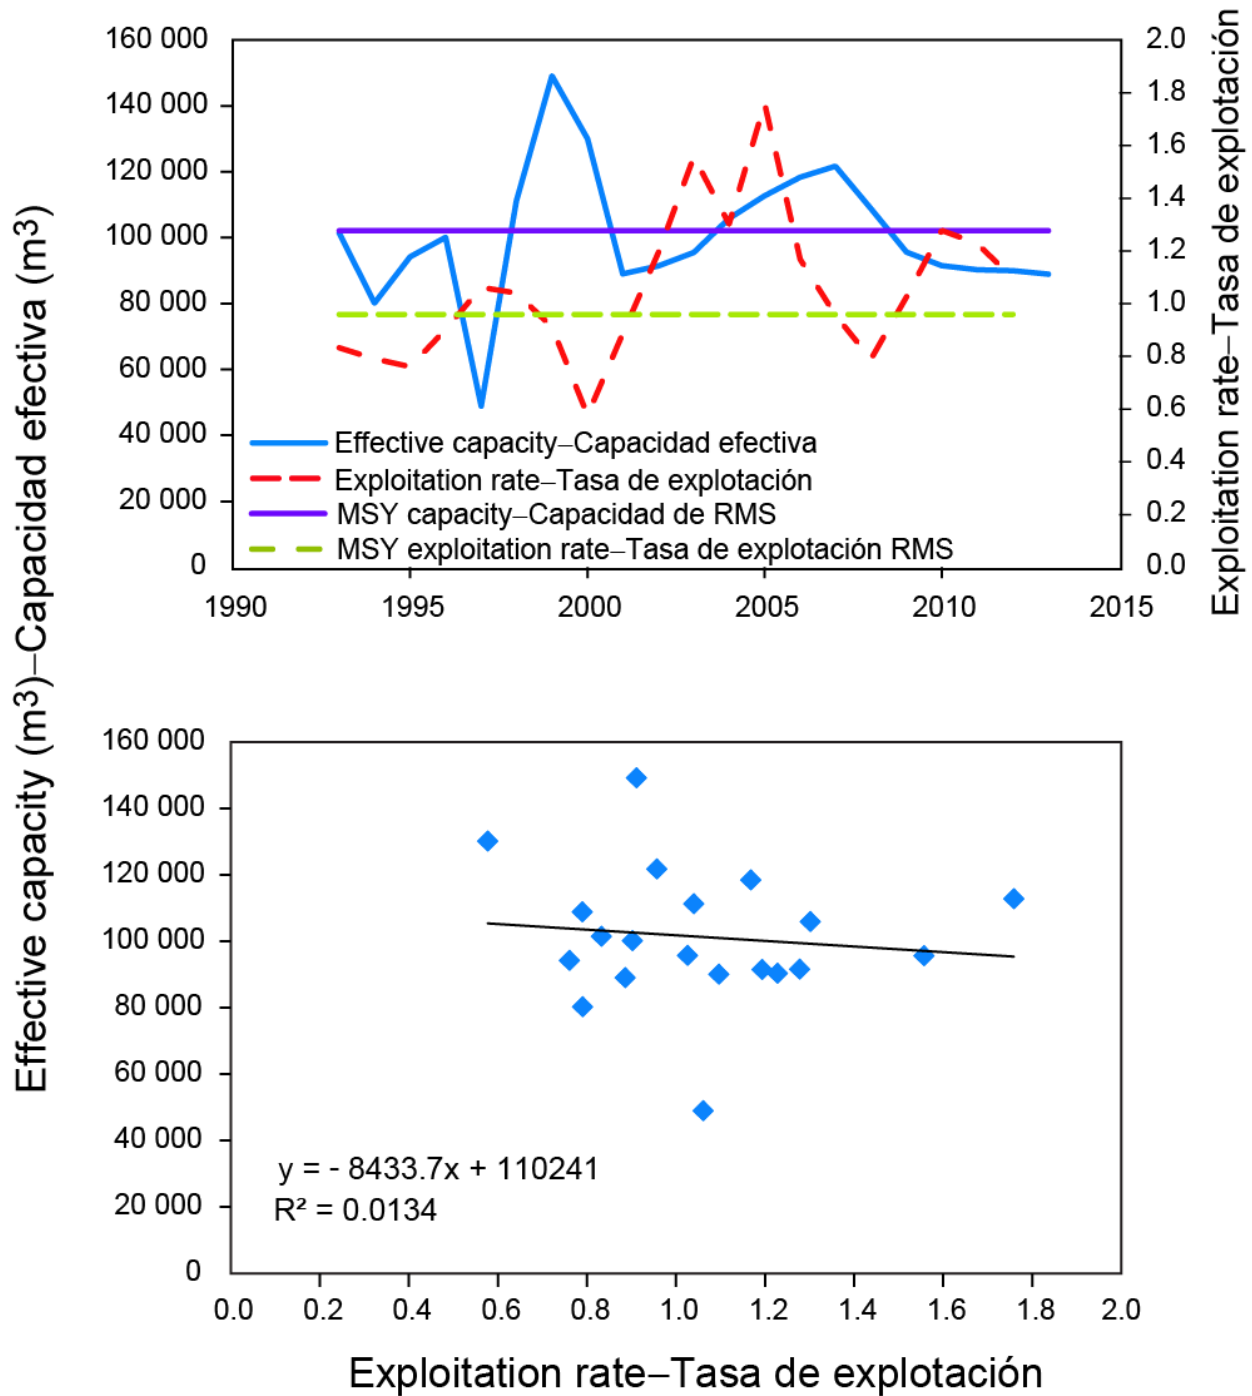 Effective capacity (m³)–Capacidad efectiva (m³)
160 000
140 000
120 000
100 000
80 000
60 000
40 000
20 000
0
2.0
1.8
1.6
1.4
1.2
1.0
0.8
0.6
0.4
0.2
0.0
Exploitation rate–Tasa de explotación
Effective capacity–Capacidad efectiva
Exploitation rate–Tasa de explotación
MSY capacity–Capacidad de RMS
MSY exploitation rate–Tasa de explotación RMS
1990 1995 2000 2005 2010 2015
160 000
140 000
120 000
100 000
80 000
60 000
40 000
20 000
0
y = - 8433.7x + 110241
R² = 0.0134
0.0 0.2 0.4 0.6 0.8 1.0 1.2 1.4 1.6 1.8 2.0
Exploitation rate–Tasa de explotación